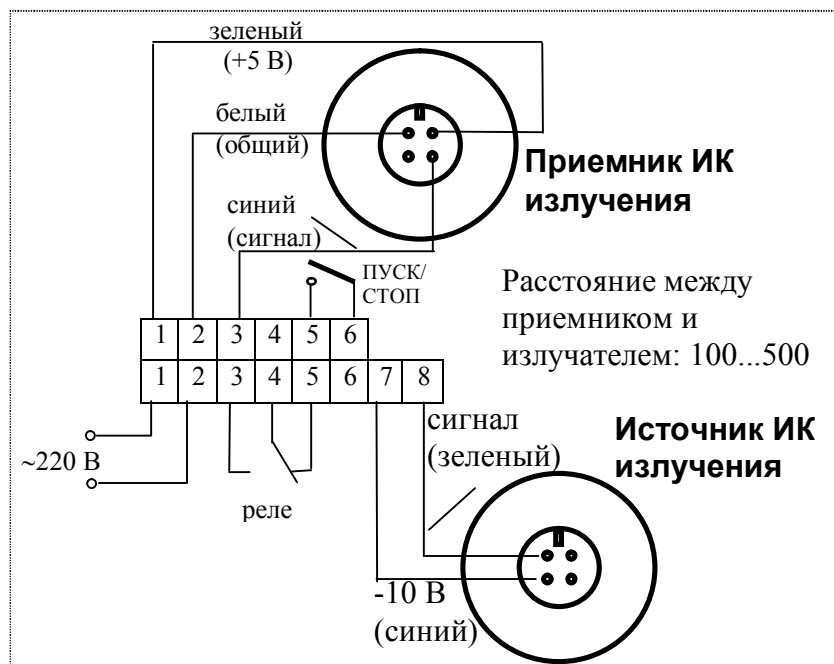 зеленый
(+5 В)
белый
(общий)
Приемник ИК
излучения
синий
(сигнал)
ПУСК/
СТОП
Расстояние между
приемником и
излучателем: 100...500
1 2 3 4 5 6
1 2 3 4 5 6 7 8
~220 В
реле
сигнал
(зеленый)
Источник ИК
излучения
-10 В
(синий)